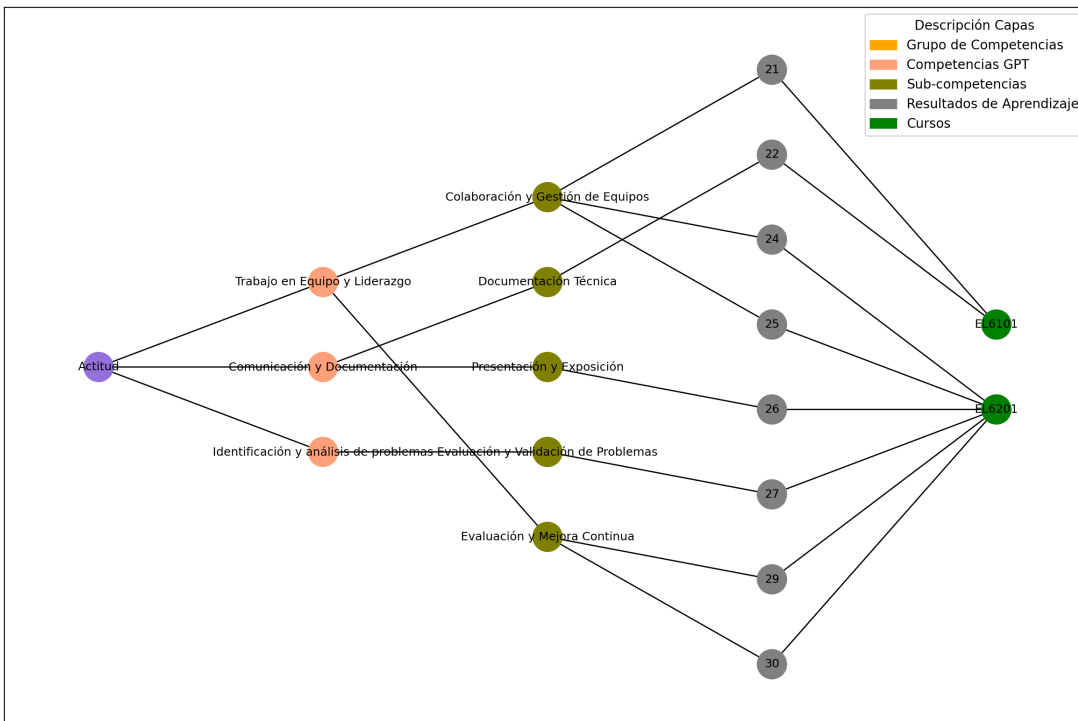 Descripción Capas
Grupo de Competencias
Competencias GPT
Sub-competencias
Resultados de Aprendizaje
Cursos
21
22
Colaboración y Gestión de Equipos
24
Trabajo en Equipo y Liderazgo
Documentación Técnica
25
EL6101
Actitud
Comunicación y Documentación
Presentación y Exposición
26
EL6201
Identificación y análisis de problemas
Evaluación y Validación de Problemas
27
Evaluación y Mejora Continua
29
30